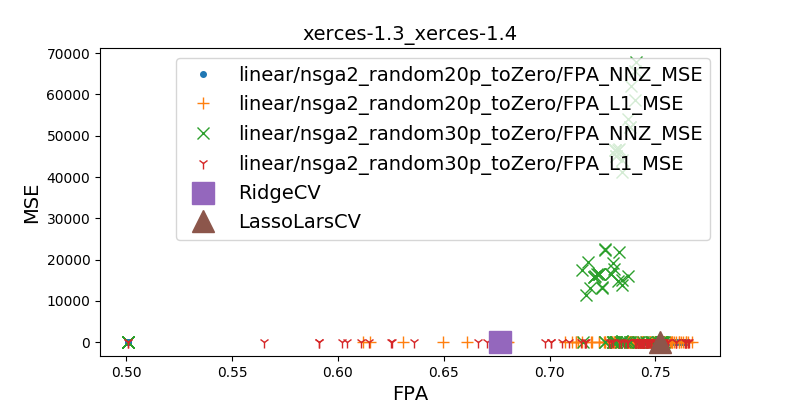 xerces-1.3_xerces-1.4
70000
60000
50000
40000
30000
20000
10000
0
MSE
linear/nsga2_random20p_toZero/FPA_NNZ_MSE
linear/nsga2_random20p_toZero/FPA_L1_MSE
linear/nsga2_random30p_toZero/FPA_NNZ_MSE
linear/nsga2_random30p_toZero/FPA_L1_MSE
RidgeCV
LassoLarsCV
0.50 0.55 0.60 0.65 0.70 0.75
FPA